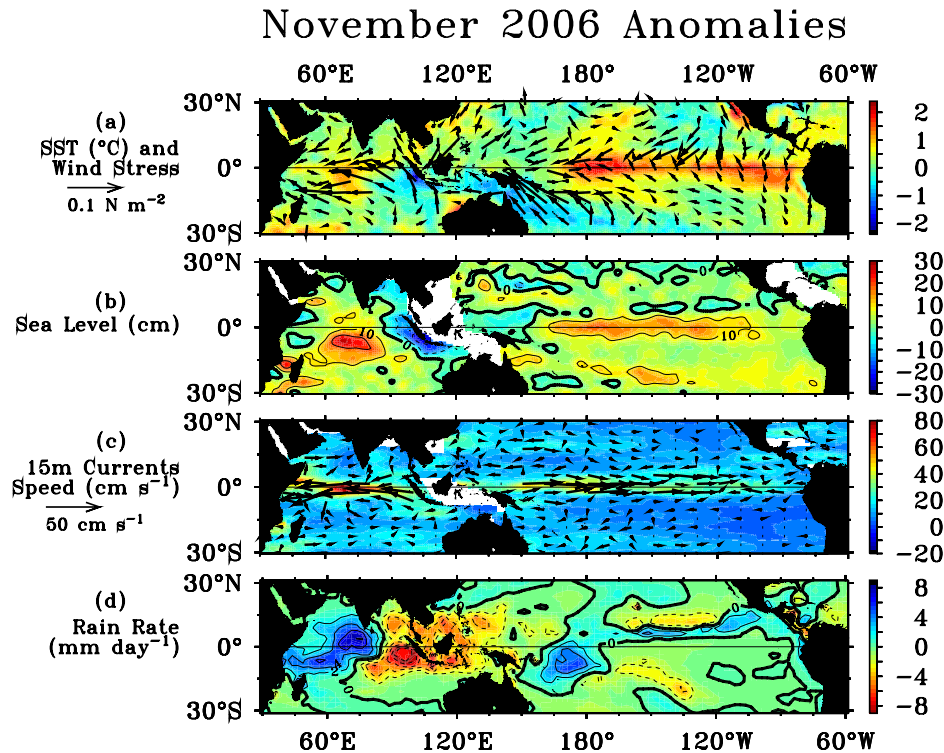 November 2006 Anomalies
60°E 120°E 180° 120°W 60°W
(a)
SST (°C) and
Wind Stress
0.1 N m⁻²
30°N
0°
30°S
2
1
0
−1
−2
(b)
Sea Level (cm)
30°N
0°
30°S
0
10
0
10
30
20
10
0
−10
−20
−30
(c)
15m Currents
Speed (cm s⁻¹)
50 cm s⁻¹
30°N
0°
30°S
80
60
40
20
0
−20
(d)
Rain Rate
(mm day⁻¹)
30°N
0°
30°S
0
0
0
2
0
8
4
0
−4
−8
60°E 120°E 180° 120°W 60°W